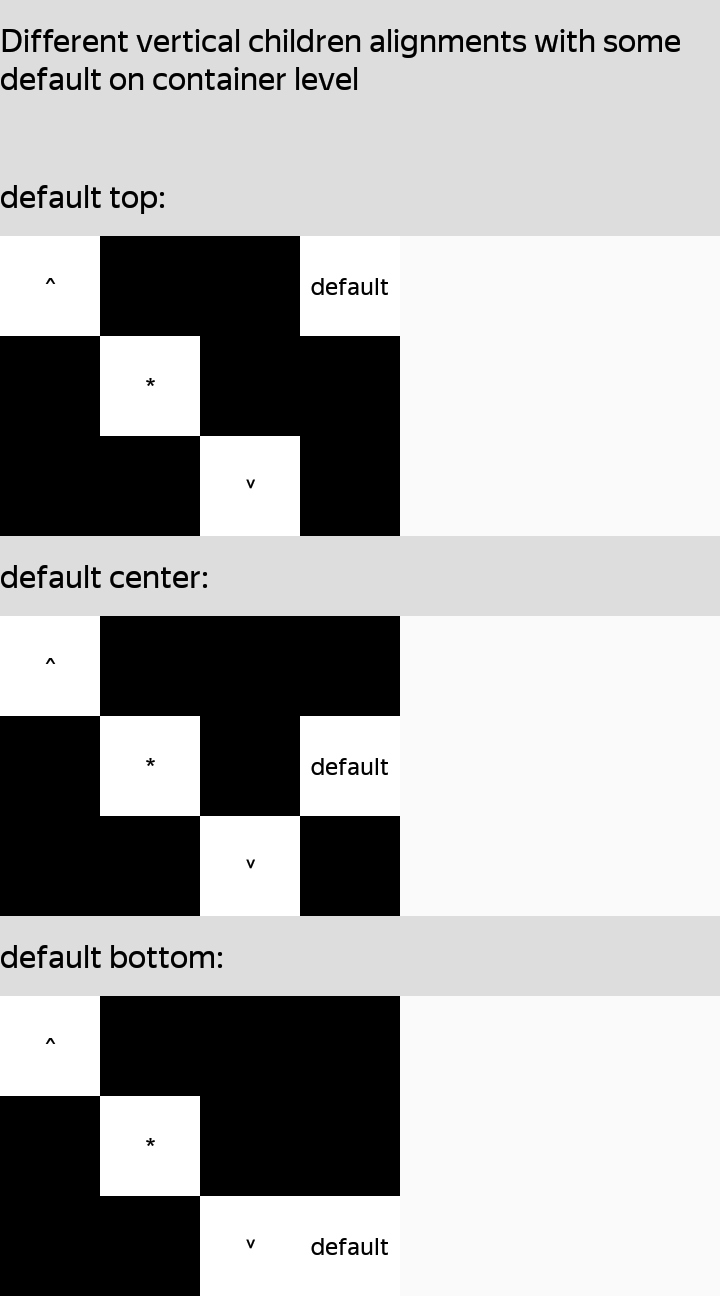 Different vertical children alignments with some
default on container level
default top:
^ default
*
v
default center:
^
* default
v
default bottom:
^
*
v default